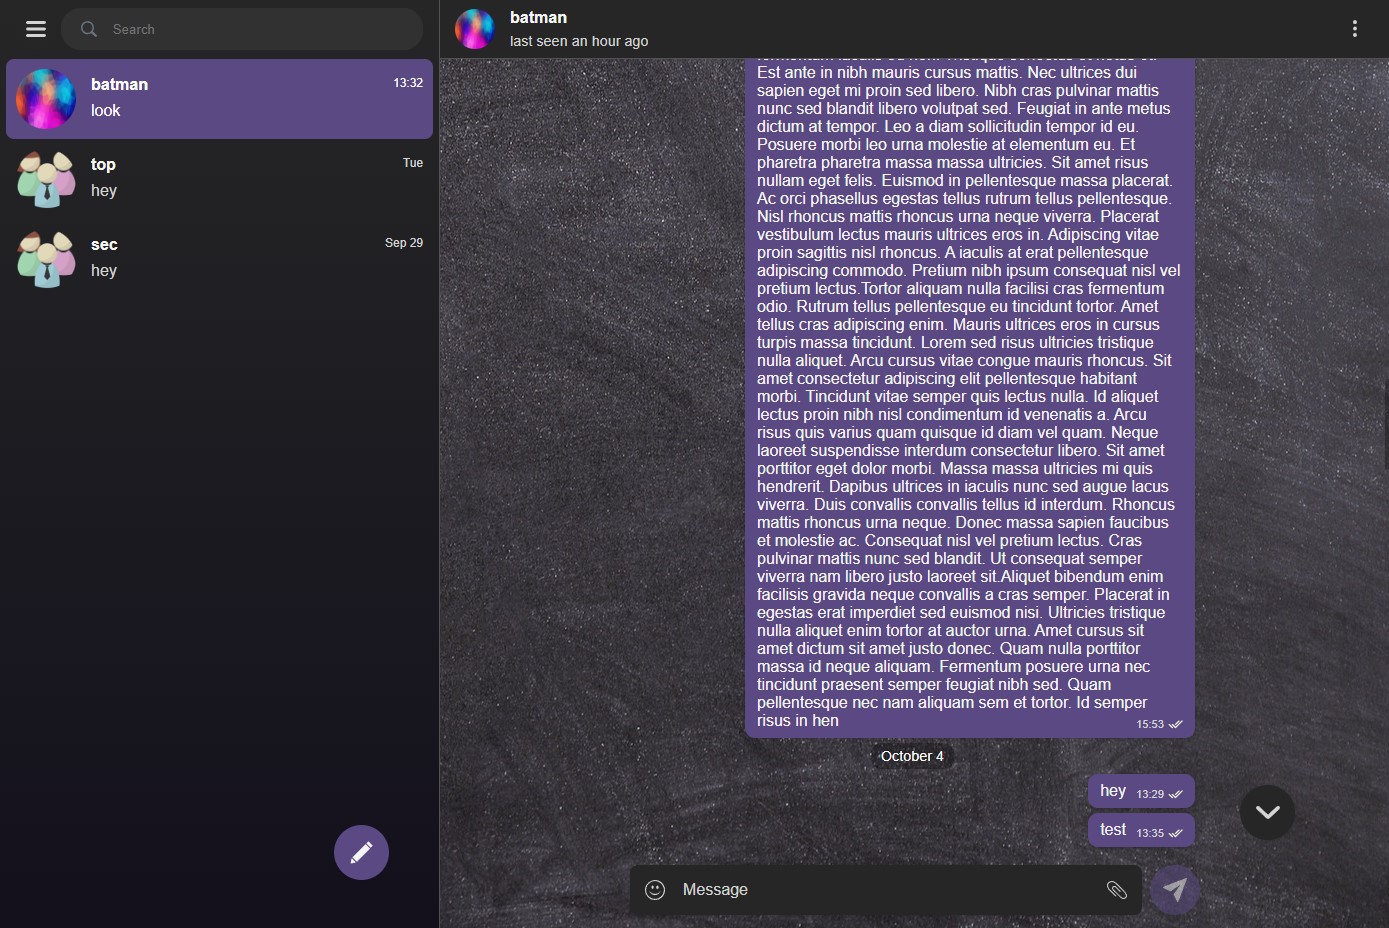 Search
batman
13:32
look
top
Tue
hey
sec
Sep 29
hey
batman
last seen an hour ago
Est ante in nibh mauris cursus mattis. Nec ultrices dui
sapien eget mi proin sed libero. Nibh cras pulvinar mattis
nunc sed blandit libero volutpat sed. Feugiat in ante metus
dictum at tempor. Leo a diam sollicitudin tempor id eu.
Posuere morbi leo urna molestie at elementum eu. Et
pharetra pharetra massa massa ultricies. Sit amet risus
nullam eget felis. Euismod in pellentesque massa placerat.
Ac orci phasellus egestas tellus rutrum tellus pellentesque.
Nisl rhoncus mattis rhoncus urna neque viverra. Placerat
vestibulum lectus mauris ultrices eros in. Adipiscing vitae
proin sagittis nisl rhoncus. A iaculis at erat pellentesque
adipiscing commodo. Pretium nibh ipsum consequat nisl vel
pretium lectus.Tortor aliquam nulla facilisi cras fermentum
odio. Rutrum tellus pellentesque eu tincidunt tortor. Amet
tellus cras adipiscing enim. Mauris ultrices eros in cursus
turpis massa tincidunt. Lorem sed risus ultricies tristique
nulla aliquet. Arcu cursus vitae congue mauris rhoncus. Sit
amet consectetur adipiscing elit pellentesque habitant
morbi. Tincidunt vitae semper quis lectus nulla. Id aliquet
lectus proin nibh nisl condimentum id venenatis a. Arcu
risus quis varius quam quisque id diam vel quam. Neque
laoreet suspendisse interdum consectetur libero. Sit amet
porttitor eget dolor morbi. Massa massa ultricies mi quis
hendrerit. Dapibus ultrices in iaculis nunc sed augue lacus
viverra. Duis convallis convallis tellus id interdum. Rhoncus
mattis rhoncus urna neque. Donec massa sapien faucibus
et molestie ac. Consequat nisl vel pretium lectus. Cras
pulvinar mattis nunc sed blandit. Ut consequat semper
viverra nam libero justo laoreet sit.Aliquet bibendum enim
facilisis gravida neque convallis a cras semper. Placerat in
egestas erat imperdiet sed euismod nisi. Ultricies tristique
nulla aliquet enim tortor at auctor urna. Amet cursus sit
amet dictum sit amet justo donec. Quam nulla porttitor
massa id neque aliquam. Fermentum posuere urna nec
tincidunt praesent semper feugiat nibh sed. Quam
pellentesque nec nam aliquam sem et tortor. Id semper
risus in hen
15:53
October 4
hey 13:29
test 13:35
Message